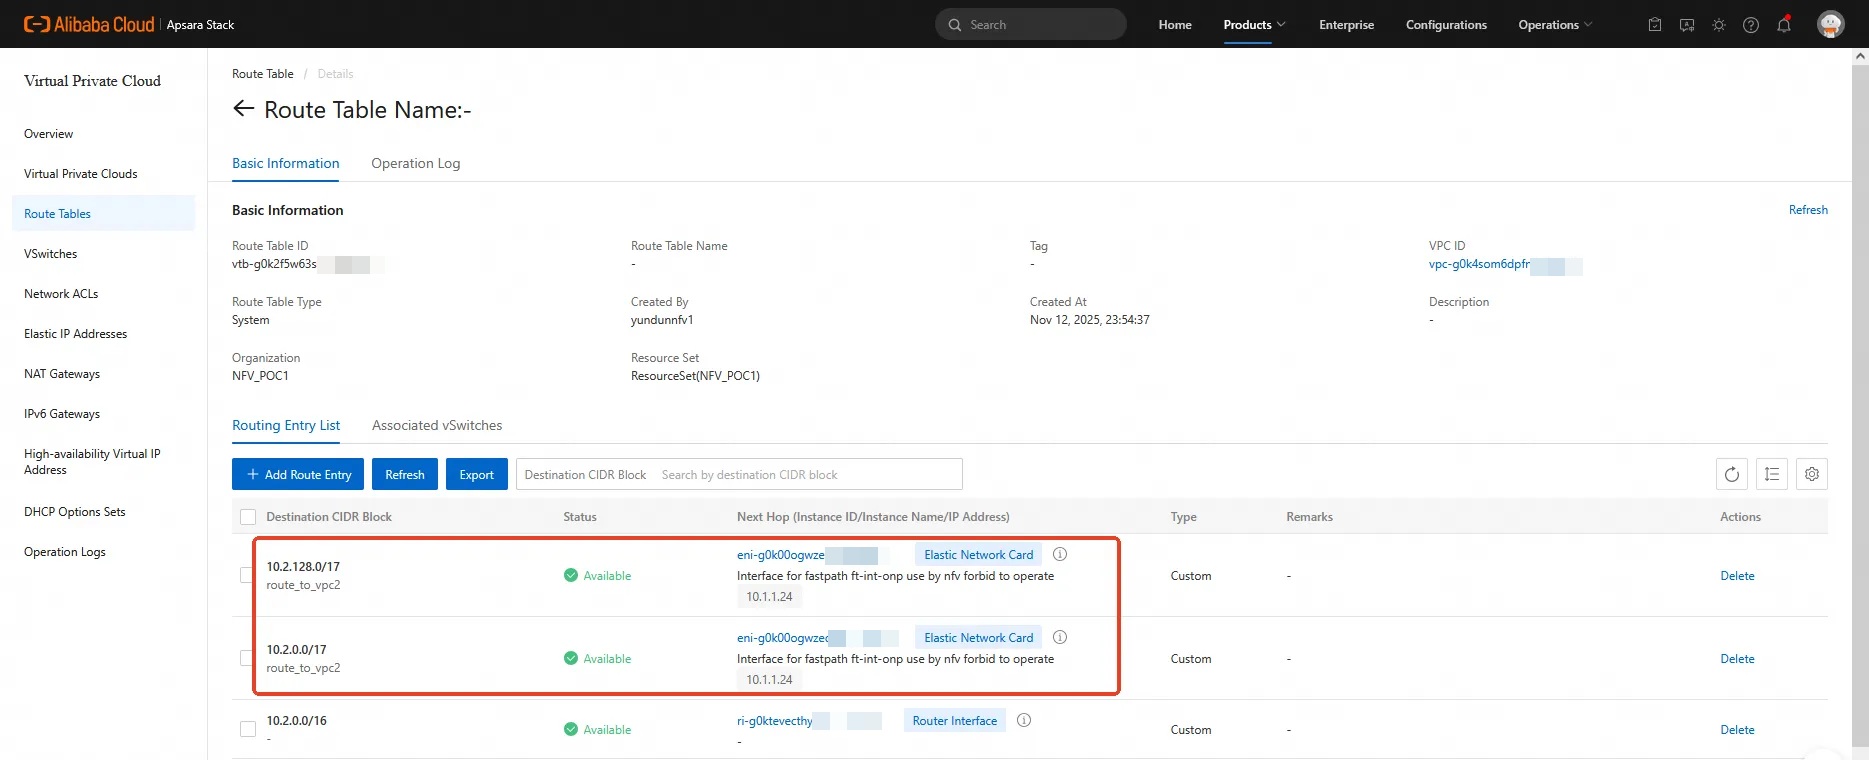 Alibaba Cloud | Apsara Stack
Search
Home
Products
Enterprise
Configurations
Operations
Virtual Private Cloud
Overview
Virtual Private Clouds
Route Tables
VSwitches
Network ACLs
Elastic IP Addresses
NAT Gateways
IPv6 Gateways
High-availability Virtual IP
Address
DHCP Options Sets
Operation Logs
Route Table / Details
Route Table Name:-
Basic Information
Operation Log
Basic Information
Refresh
Route Table ID
vtb-g0k2f5w63s
Route Table Name
-
Tag
-
VPC ID
vpc-g0k4som6dpfr
Route Table Type
System
Created By
yundunnfv1
Created At
Nov 12, 2025, 23:54:37
Description
-
Organization
NFV_POC1
Resource Set
ResourceSet(NFV_POC1)
Routing Entry List
Associated vSwitches
+ Add Route Entry
Refresh
Export
Destination CIDR Block
Search by destination CIDR block
Destination CIDR Block
Status
Next Hop (Instance ID/Instance Name/IP Address)
Type
Remarks
Actions
10.2.128.0/17
route_to_vpc2
Available
eni-g0k00ogwze
Elastic Network Card
Interface for fastpath ft-int-onp use by nfv forbid to operate
10.1.1.24
Custom
-
Delete
10.2.0.0/17
route_to_vpc2
Available
eni-g0k00ogwzec
Elastic Network Card
Interface for fastpath ft-int-onp use by nfv forbid to operate
10.1.1.24
Custom
-
Delete
10.2.0.0/16
-
Available
ri-g0ktevecthy
Router Interface
-
Custom
-
Delete